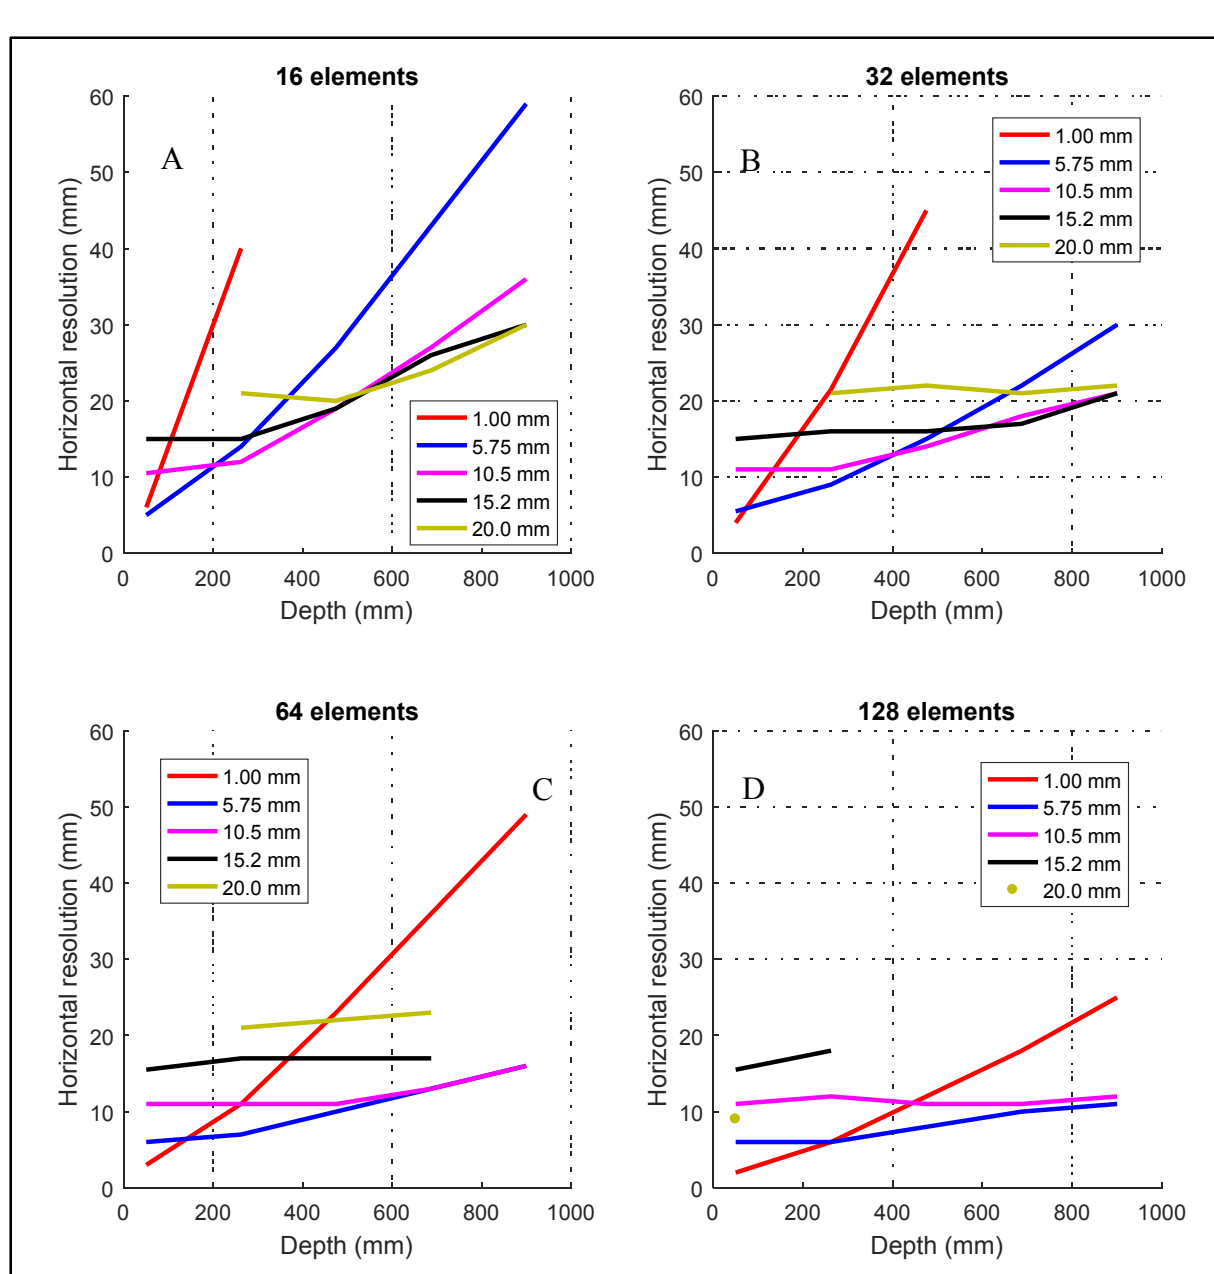 16 elements
A
60
50
40
30
20
10
0
Horizontal resolution (mm)
1.00 mm
5.75 mm
10.5 mm
15.2 mm
20.0 mm
0 200 400 600 800 1000
Depth (mm)
32 elements
B
60
50
40
30
20
10
0
Horizontal resolution (mm)
1.00 mm
5.75 mm
10.5 mm
15.2 mm
20.0 mm
0 200 400 600 800 1000
Depth (mm)
64 elements
C
60
50
40
30
20
10
0
Horizontal resolution (mm)
1.00 mm
5.75 mm
10.5 mm
15.2 mm
20.0 mm
0 200 400 600 800 1000
Depth (mm)
128 elements
D
60
50
40
30
20
10
0
Horizontal resolution (mm)
1.00 mm
5.75 mm
10.5 mm
15.2 mm
20.0 mm
0 200 400 600 800 1000
Depth (mm)